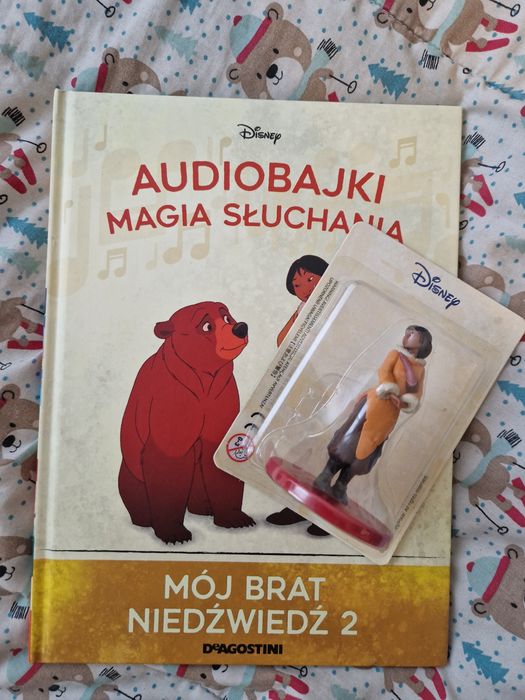 Disney
AUDIOBAJKI
MAGIA SŁUCHANIA
Disney
MÓJ BRAT
NIEDŹWIEDŹ 2
DeAGOSTINI